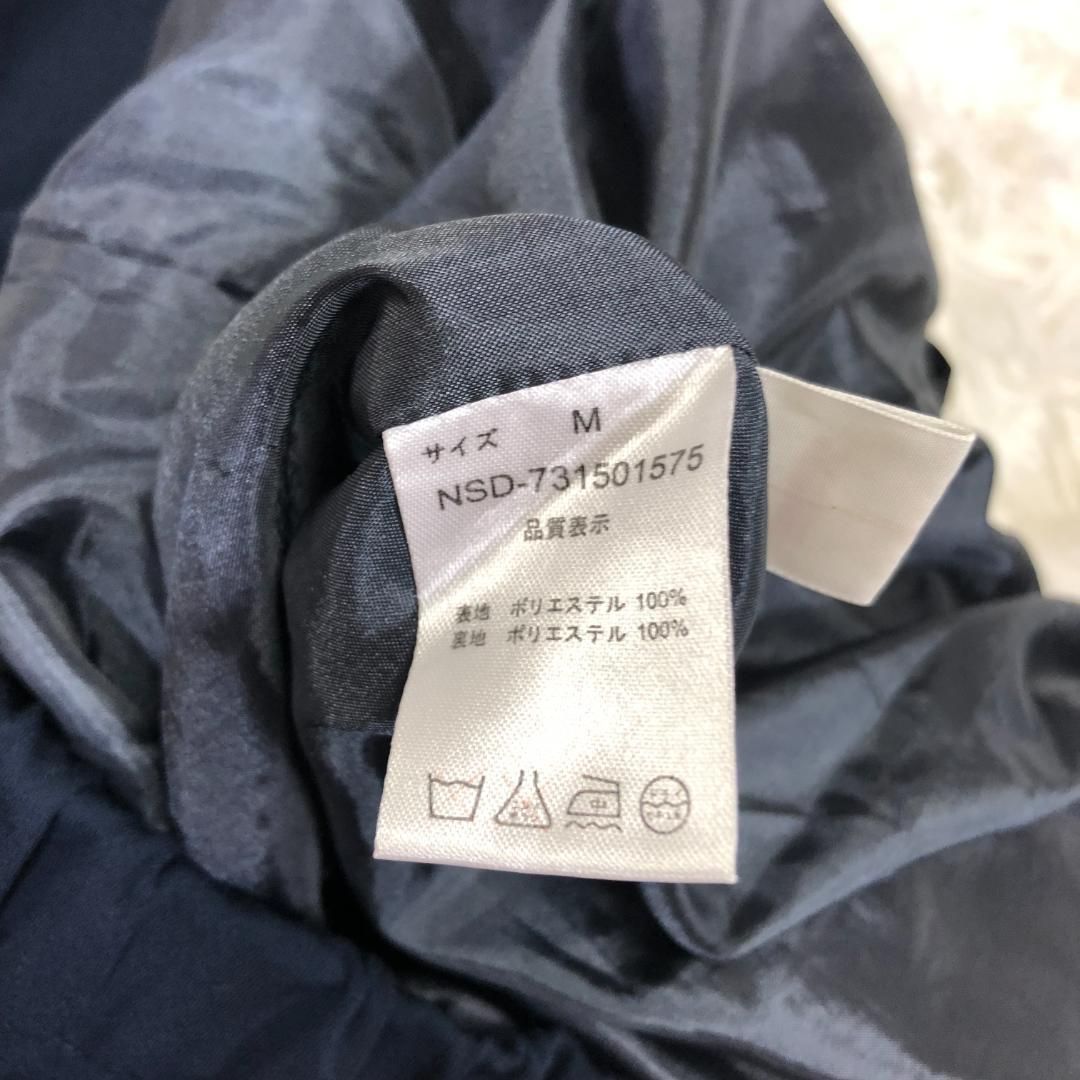 サイズ M
NSD-731501575
品質表示
表地 ポリエステル 100%
裏地 ポリエステル 100%
中